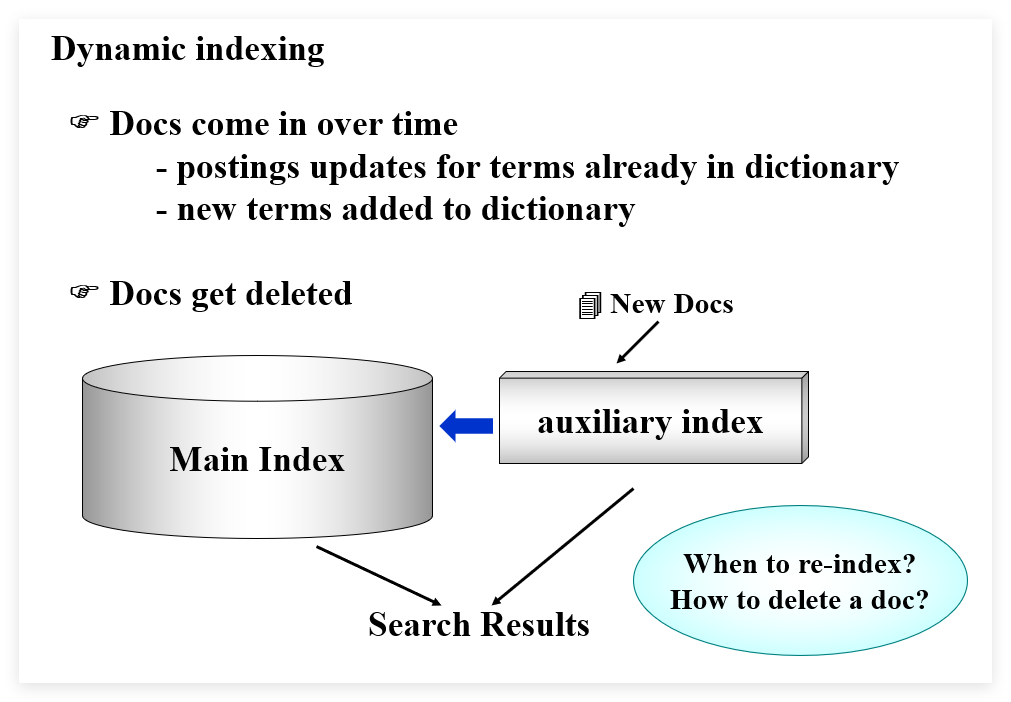 Dynamic indexing
☞ Docs come in over time
- postings updates for terms already in dictionary
- new terms added to dictionary
☞ Docs get deleted
New Docs
auxiliary index
Main Index
When to re-index?
How to delete a doc?
Search Results